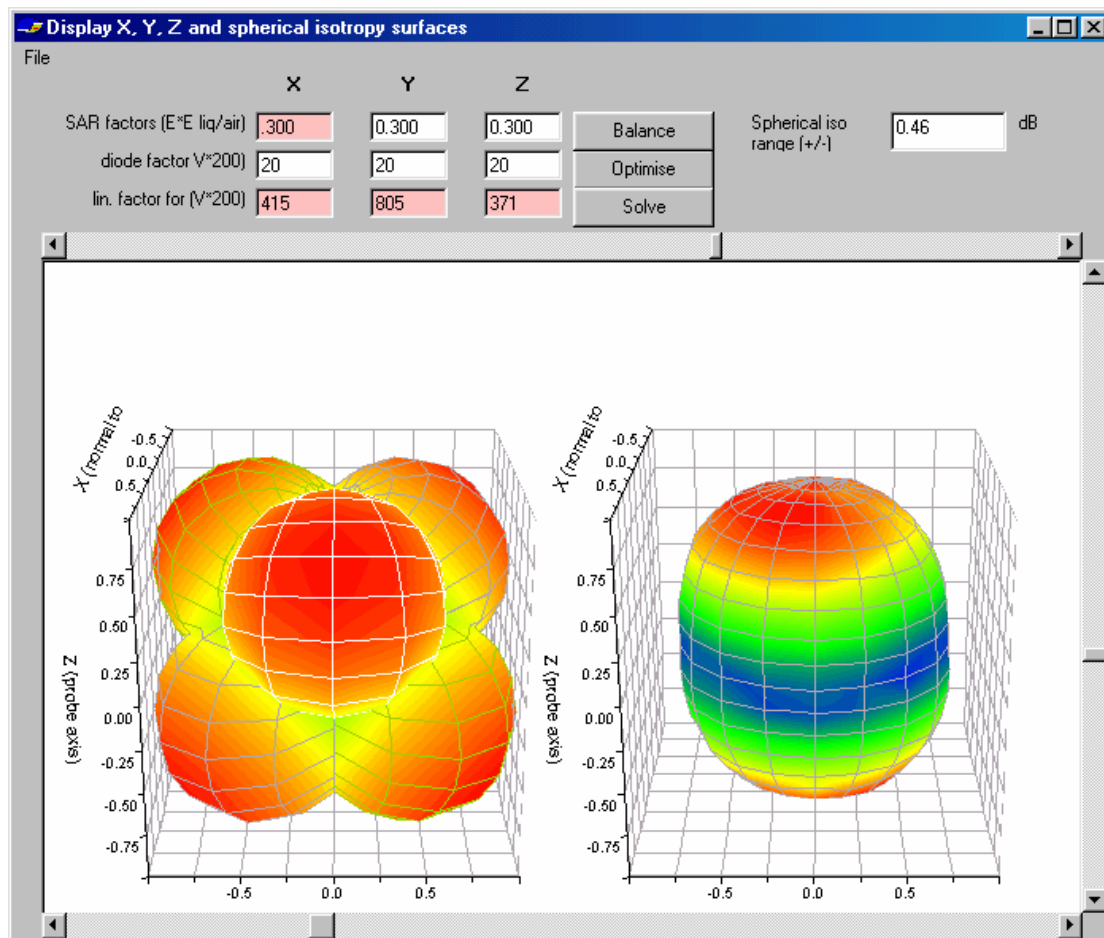 Display X, Y, Z and spherical isotropy surfaces
File
X Y Z
SAR factors (E*E liq/air) .300 0.300 0.300 Balance Spherical iso range (+/-) 0.46 dB
diode factor V*200) 20 20 20 Optimise
lin. factor for (V*200) 415 805 371 Solve
X (normal to
-0.5
0.0
0.5
Z (probe axis)
0.75
0.50
0.25
0.00
-0.25
-0.50
-0.75
-0.5 0.0 0.5
X (normal to
-0.5
0.0
0.5
Z (probe axis)
0.75
0.50
0.25
0.00
-0.25
-0.50
-0.75
-0.5 0.0 0.5